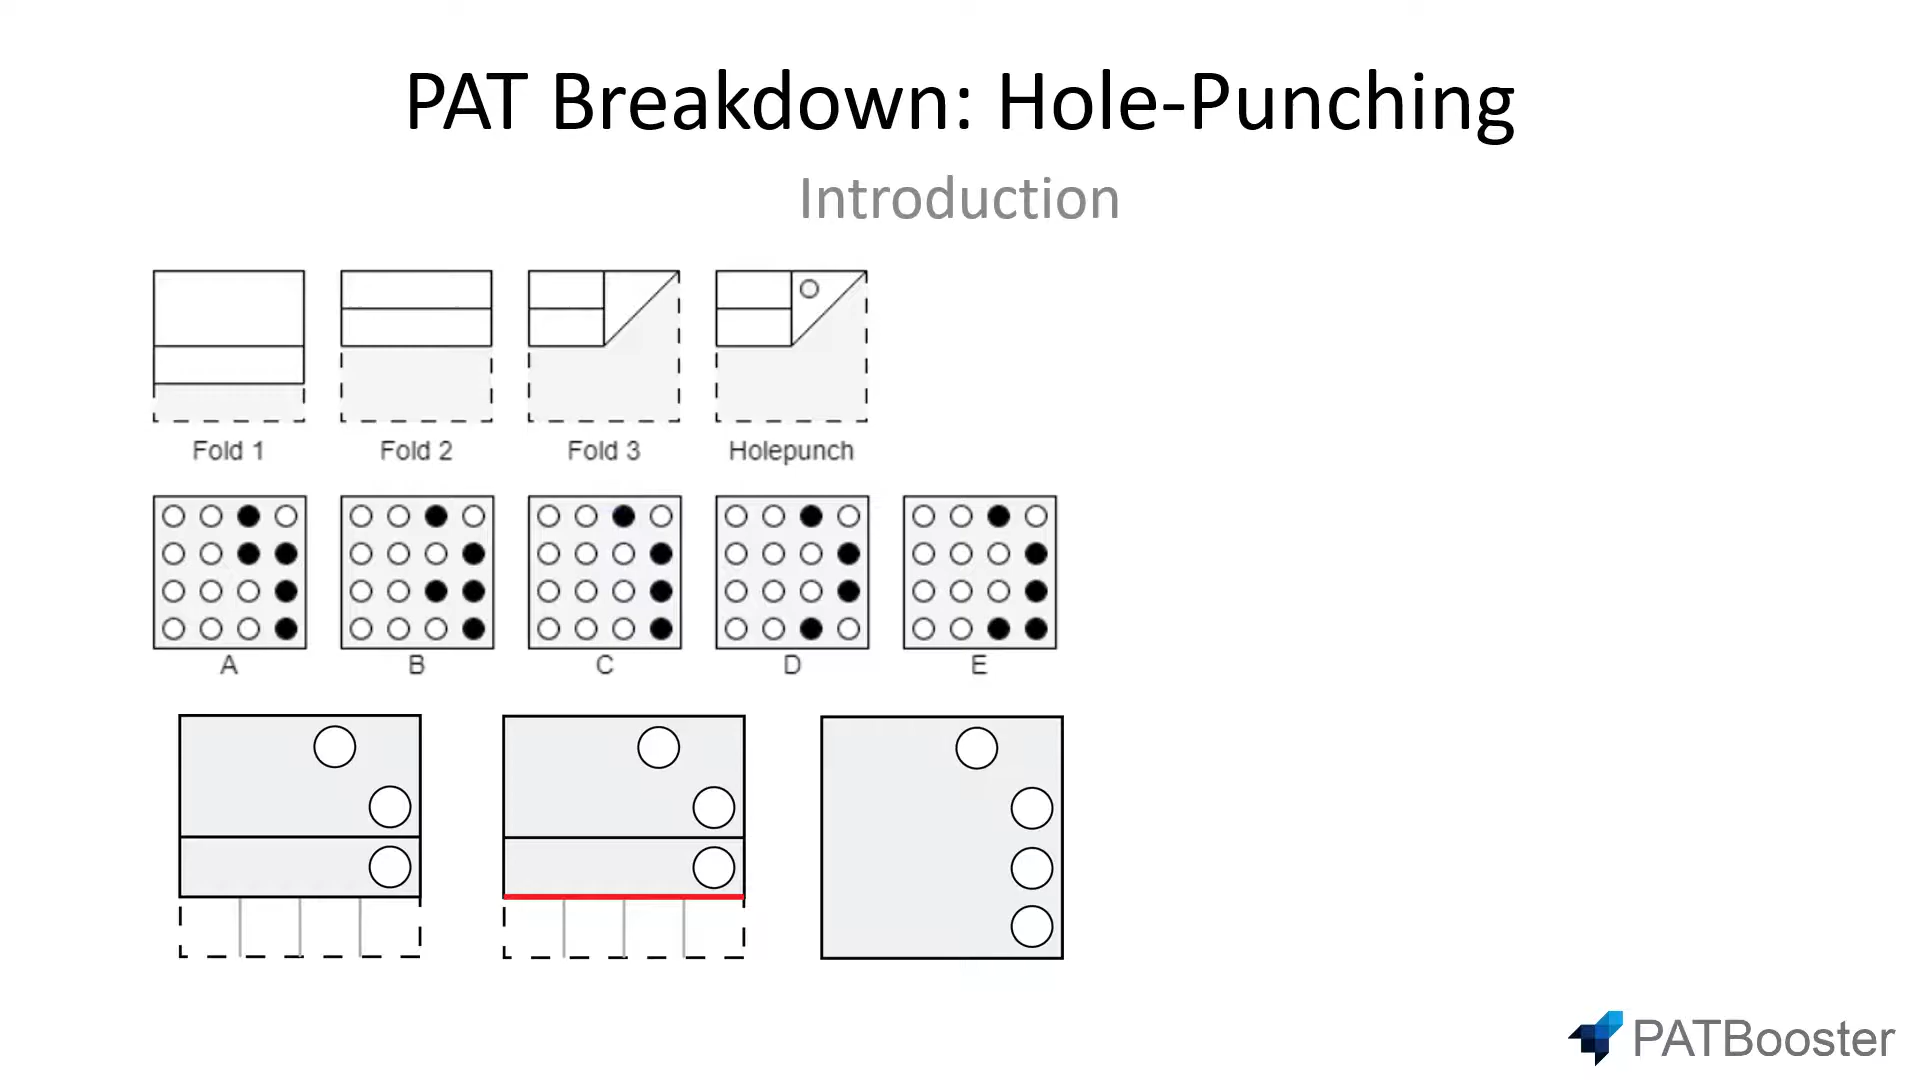 PAT Breakdown: Hole-Punching
Introduction
Fold 1 Fold 2 Fold 3 Holepunch
A B C D E
PATBooster